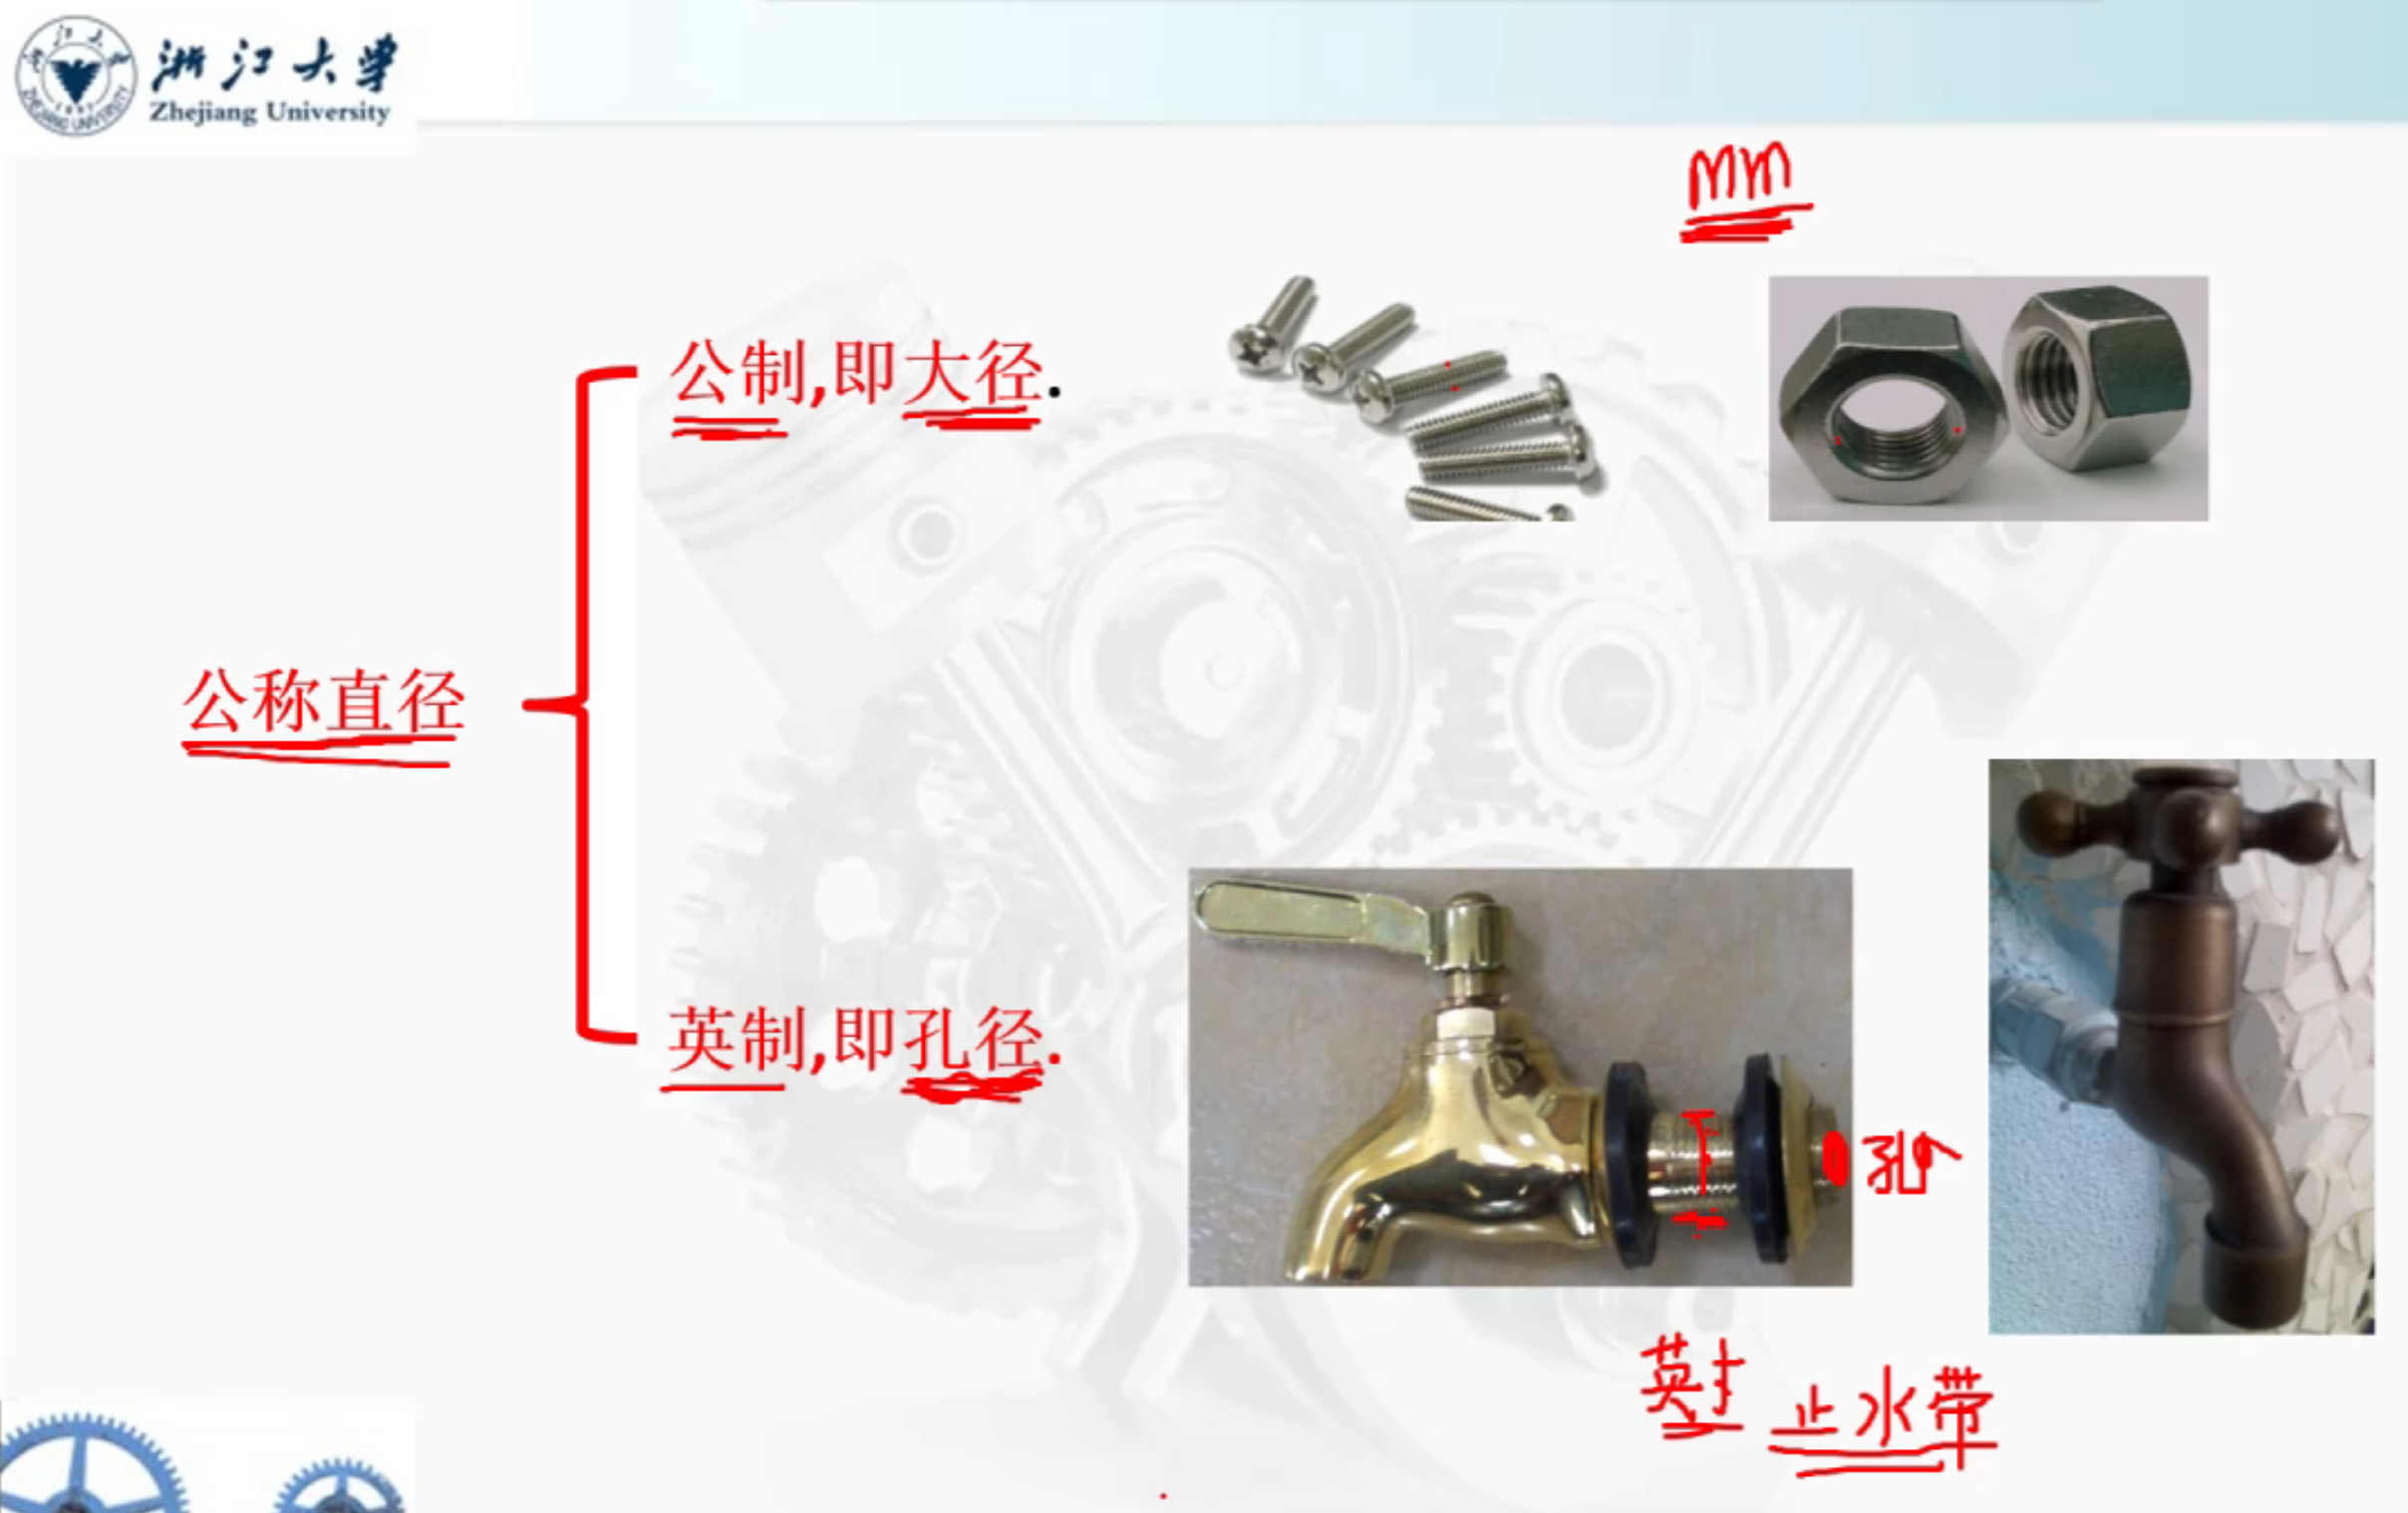 浙江大学
Zhejiang University
mm
公制,即大径.
公称直径
英制,即孔径.
孔
英寸
止水带